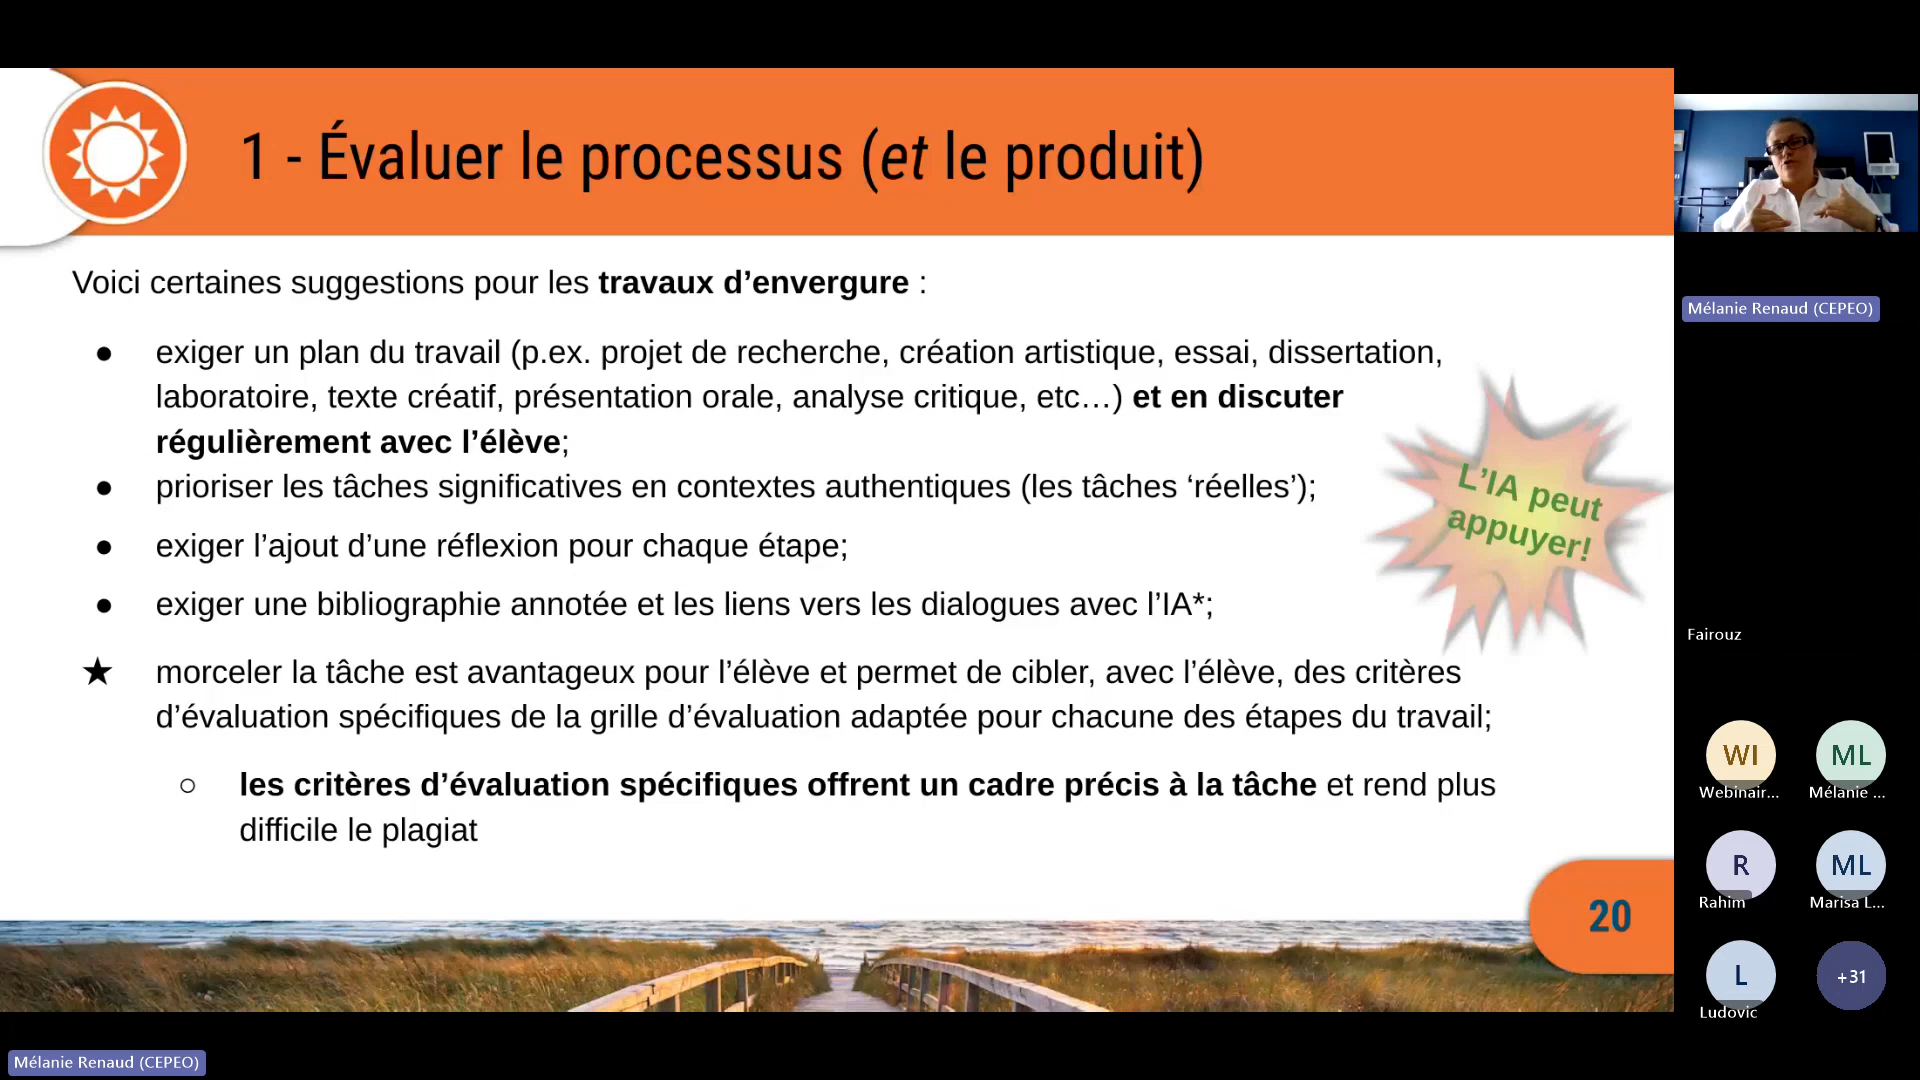 1 - Évaluer le processus (et le produit)
Voici certaines suggestions pour les travaux d’envergure :
● exiger un plan du travail (p.ex. projet de recherche, création artistique, essai, dissertation,
laboratoire, texte créatif, présentation orale, analyse critique, etc…) et en discuter
régulièrement avec l’élève;
● prioriser les tâches significatives en contextes authentiques (les tâches ‘réelles’);
● exiger l’ajout d’une réflexion pour chaque étape;
● exiger une bibliographie annotée et les liens vers les dialogues avec l’IA*;
★ morceler la tâche est avantageux pour l’élève et permet de cibler, avec l’élève, des critères
d’évaluation spécifiques de la grille d’évaluation adaptée pour chacune des étapes du travail;
○ les critères d’évaluation spécifiques offrent un cadre précis à la tâche et rend plus
difficile le plagiat
L’IA peut
appuyer!
20
Mélanie Renaud (CEPEO)
Fairouz
WI
ML
Webinair...
Mélanie ...
R
ML
Rahim
Marisa L...
L
+31
Ludovic
Mélanie Renaud (CEPEO)